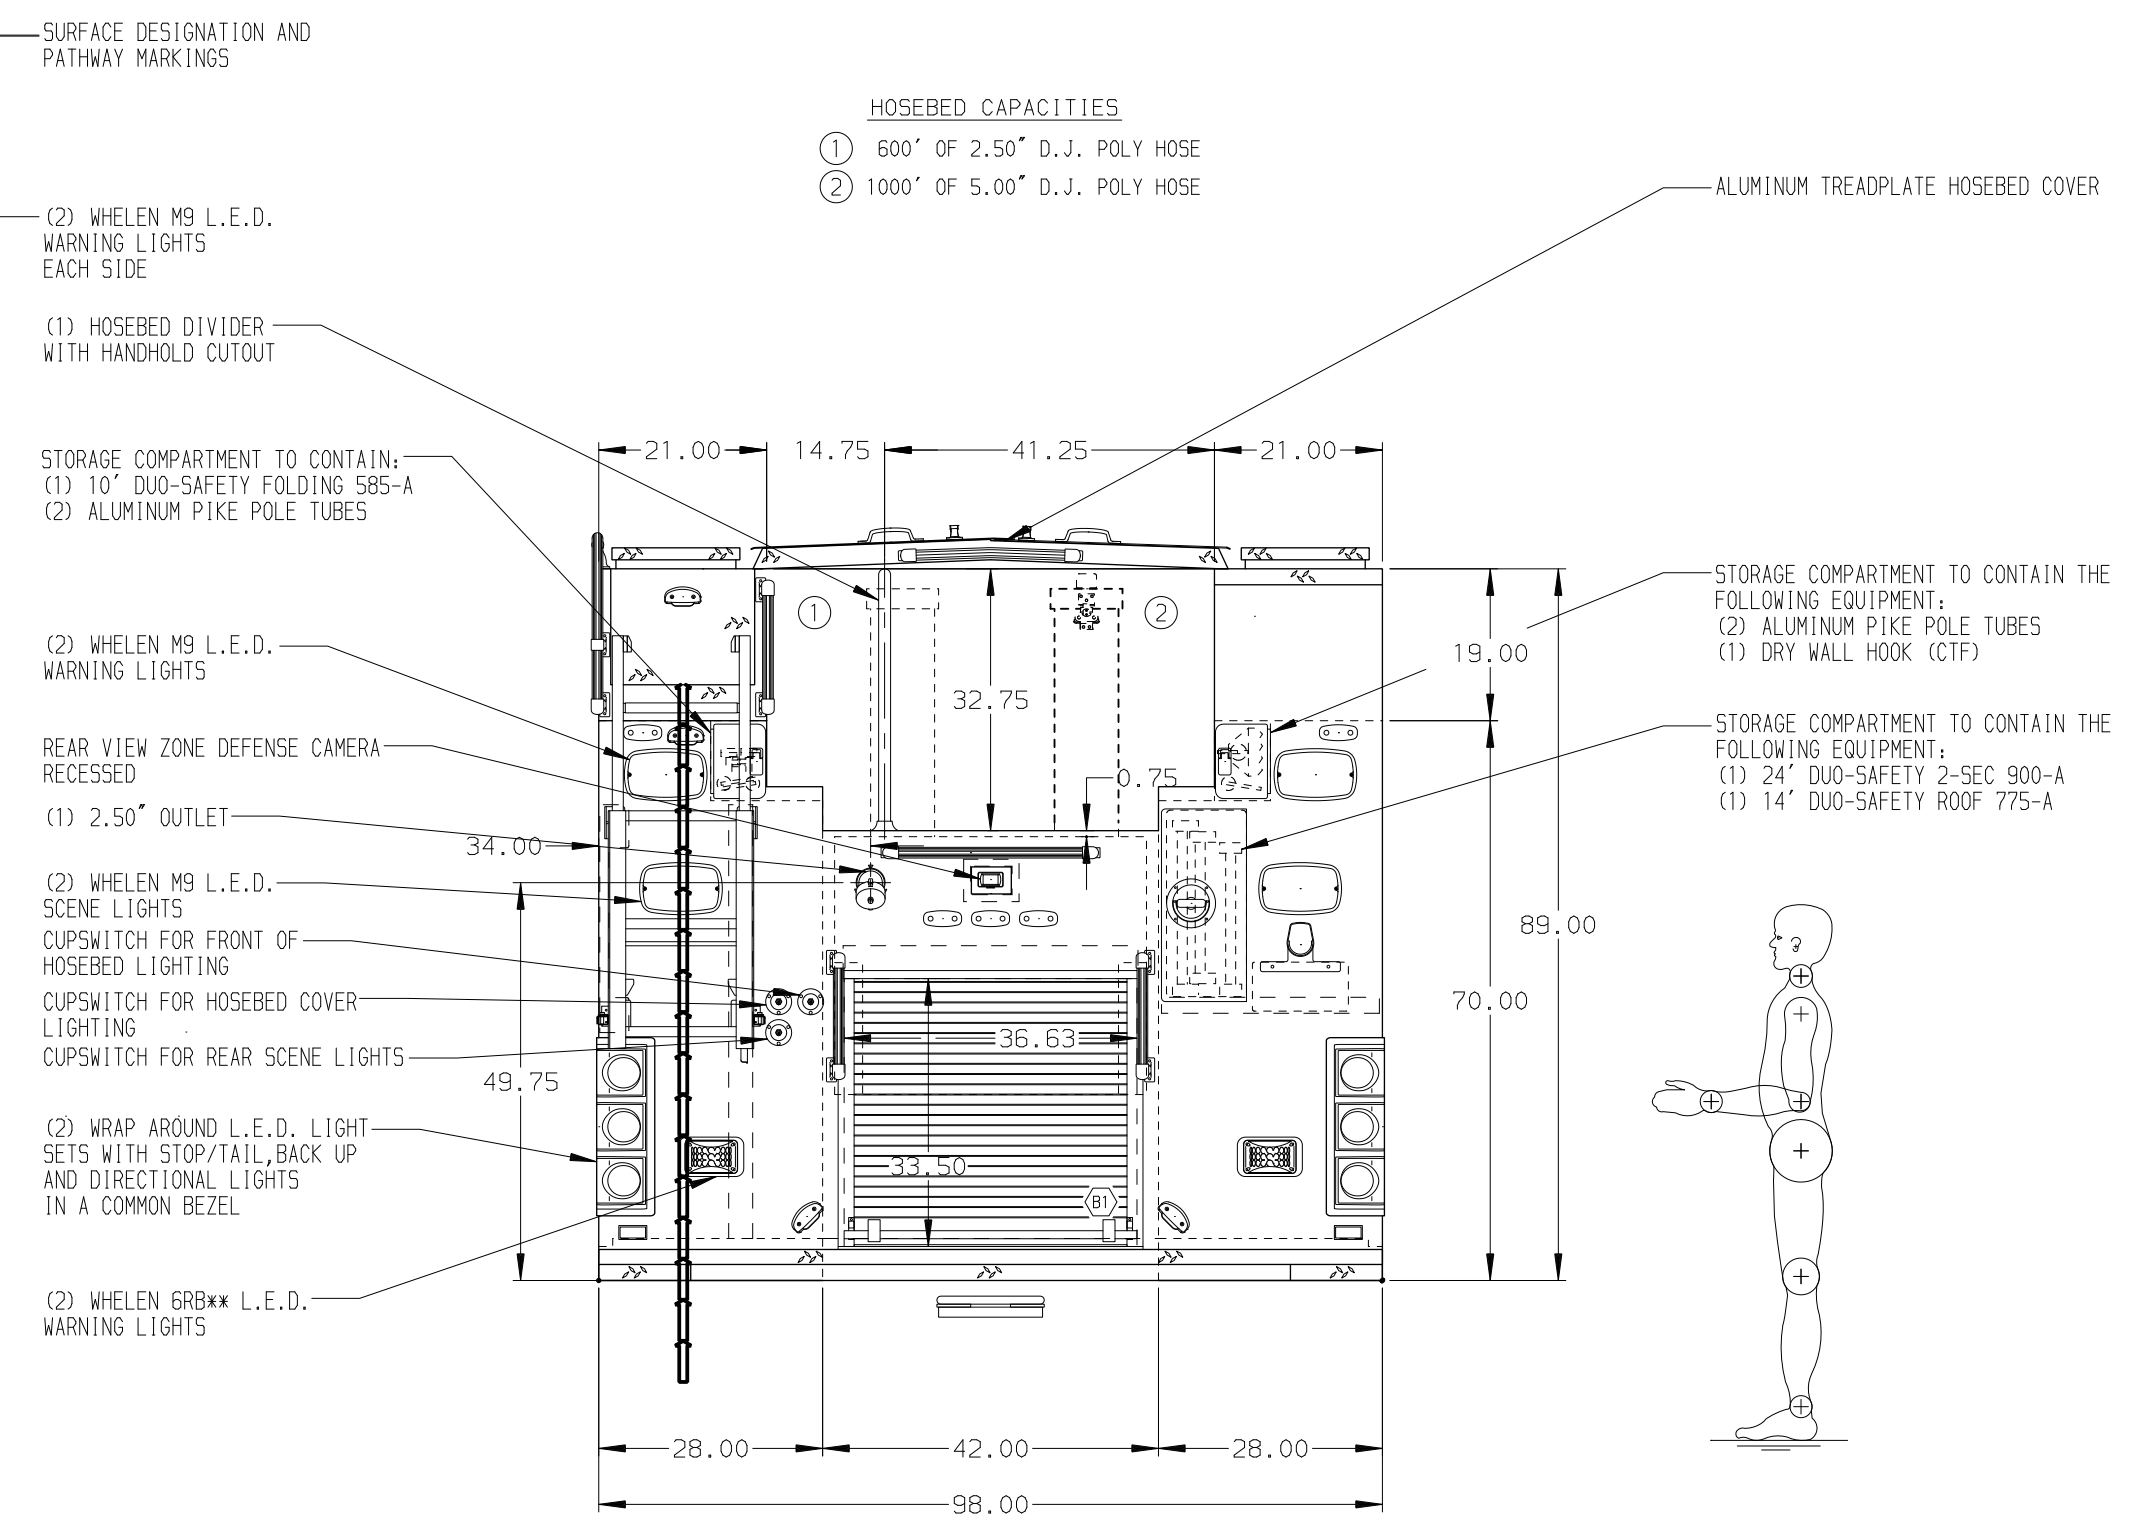 SURFACE DESIGNATION AND
PATHWAY MARKINGS
HOSEBED CAPACITIES
1 600' OF 2.50" D.J. POLY HOSE
2 1000' OF 5.00" D.J. POLY HOSE
ALUMINUM TREADPLATE HOSEBED COVER
(2) WHELEN M9 L.E.D.
WARNING LIGHTS
EACH SIDE
(1) HOSEBED DIVIDER
WITH HANDHOLD CUTOUT
STORAGE COMPARTMENT TO CONTAIN:
(1) 10' DUO-SAFETY FOLDING 585-A
(2) ALUMINUM PIKE POLE TUBES
(2) WHELEN M9 L.E.D.
WARNING LIGHTS
REAR VIEW ZONE DEFENSE CAMERA
RECESSED
(1) 2.50" OUTLET
(2) WHELEN M9 L.E.D.
SCENE LIGHTS
CUPSWITCH FOR FRONT OF
HOSEBED LIGHTING
CUPSWITCH FOR HOSEBED COVER
LIGHTING
CUPSWITCH FOR REAR SCENE LIGHTS
(2) WRAP AROUND L.E.D. LIGHT
SETS WITH STOP/TAIL,BACK UP
AND DIRECTIONAL LIGHTS
IN A COMMON BEZEL
(2) WHELEN 6RB** L.E.D.
WARNING LIGHTS
21.00 14.75 41.25 21.00
1 2
32.75
19.00
0.75
34.00
89.00
70.00
36.63
49.75
33.50
B1
28.00 42.00 28.00
98.00
STORAGE COMPARTMENT TO CONTAIN THE
FOLLOWING EQUIPMENT:
(2) ALUMINUM PIKE POLE TUBES
(1) DRY WALL HOOK (CTF)
STORAGE COMPARTMENT TO CONTAIN THE
FOLLOWING EQUIPMENT:
(1) 24' DUO-SAFETY 2-SEC 900-A
(1) 14' DUO-SAFETY ROOF 775-A